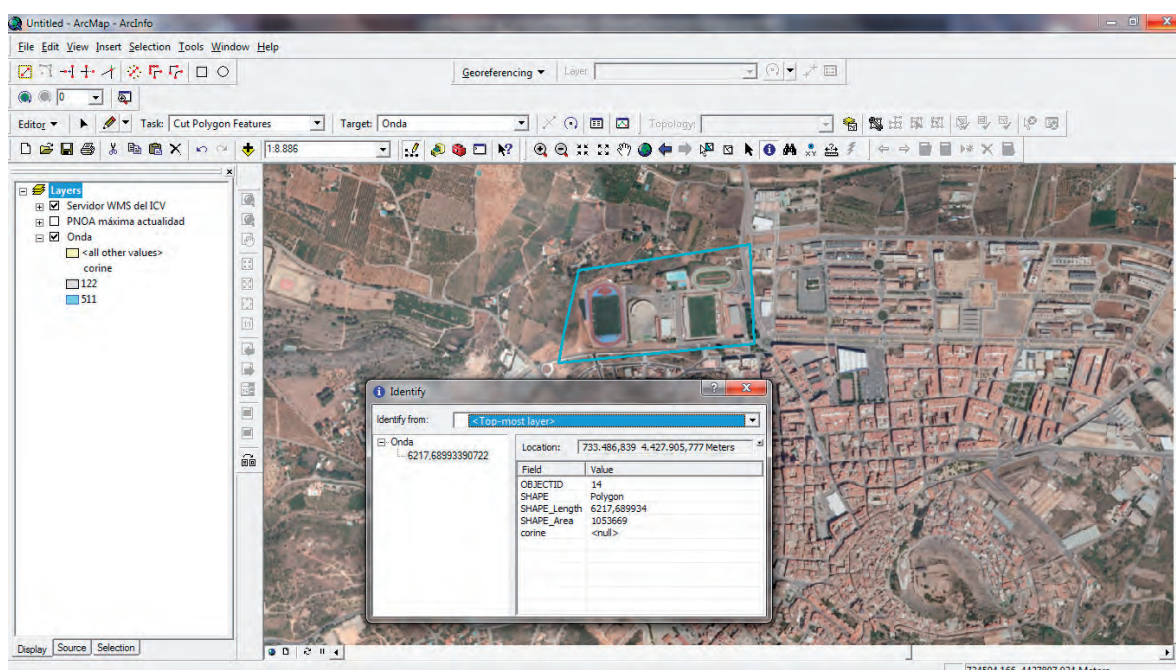 Untitled - ArcMap - ArcInfo
File Edit View Insert Selection Tools Window Help
Georeferencing Layer:
0
Editor Task: Cut Polygon Features Target: Onda Topology:
1:8.886
Layers
Servidor WMS del ICV
PNOA máxima actualidad
Onda
<all other values>
corine
122
511
Identify
Identify from: <Top-most layer>
Onda
6217,68993390722
Location: 733.486,839 4.427.905,777 Meters
Field Value
OBJECTID 14
SHAPE Polygon
SHAPE_Length 6217,689934
SHAPE_Area 1053669
corine <null>
Display Source Selection